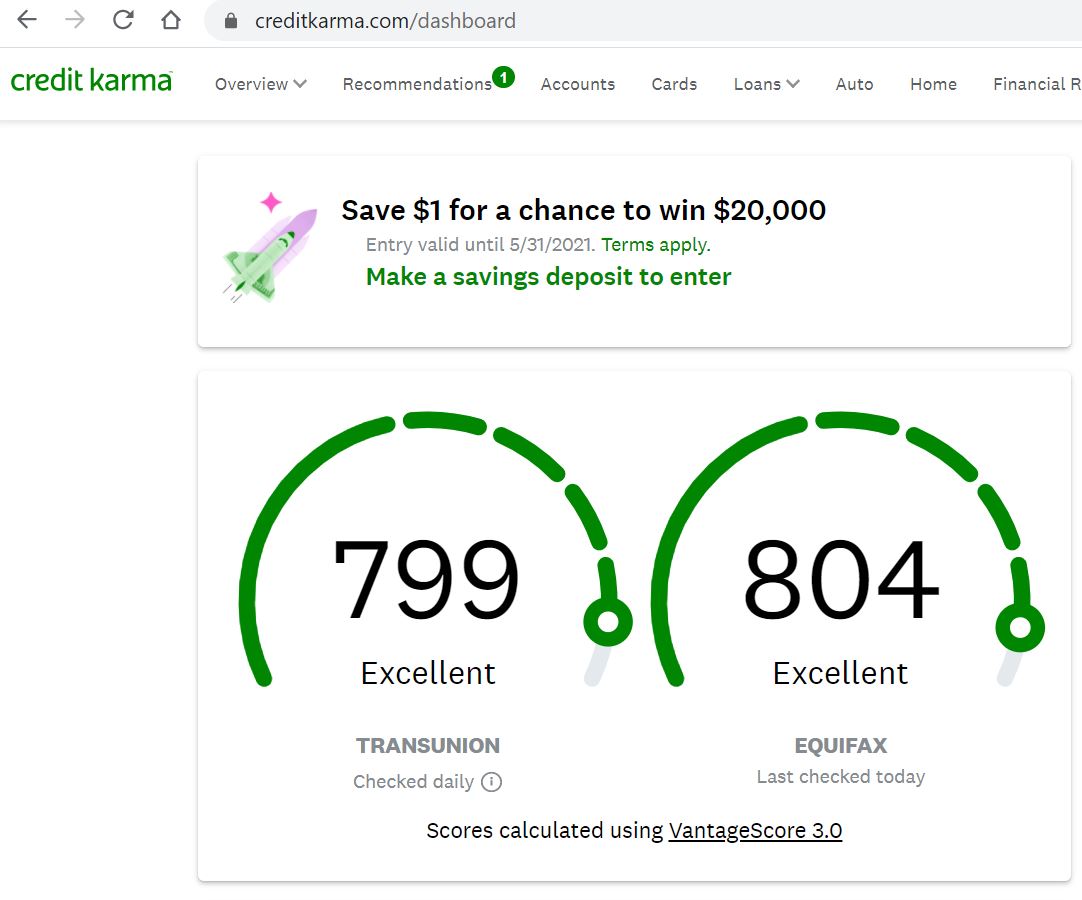 creditkarma.com/dashboard
credit karma
Overview Recommendations 1 Accounts Cards Loans Auto Home Financial R
Save $1 for a chance to win $20,000
Entry valid until 5/31/2021. Terms apply.
Make a savings deposit to enter
799 804
Excellent Excellent
TRANSUNION EQUIFAX
Checked daily Last checked today
Scores calculated using VantageScore 3.0